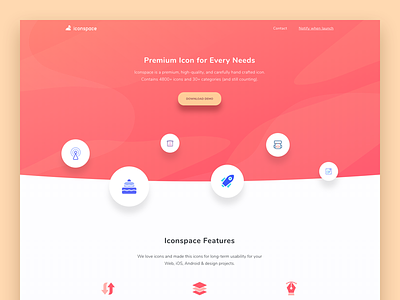 iconspace
Contact
Notify when launch
Premium Icon for Every Needs
Iconspace is a premium, high-quality, and carefully hand crafted icon.
Contains 4800+ icons and 30+ categories (and still counting).
DOWNLOAD DEMO
Iconspace Features
We love icons and made this icons for long-term usability for your
Web, iOS, Android & design projects.